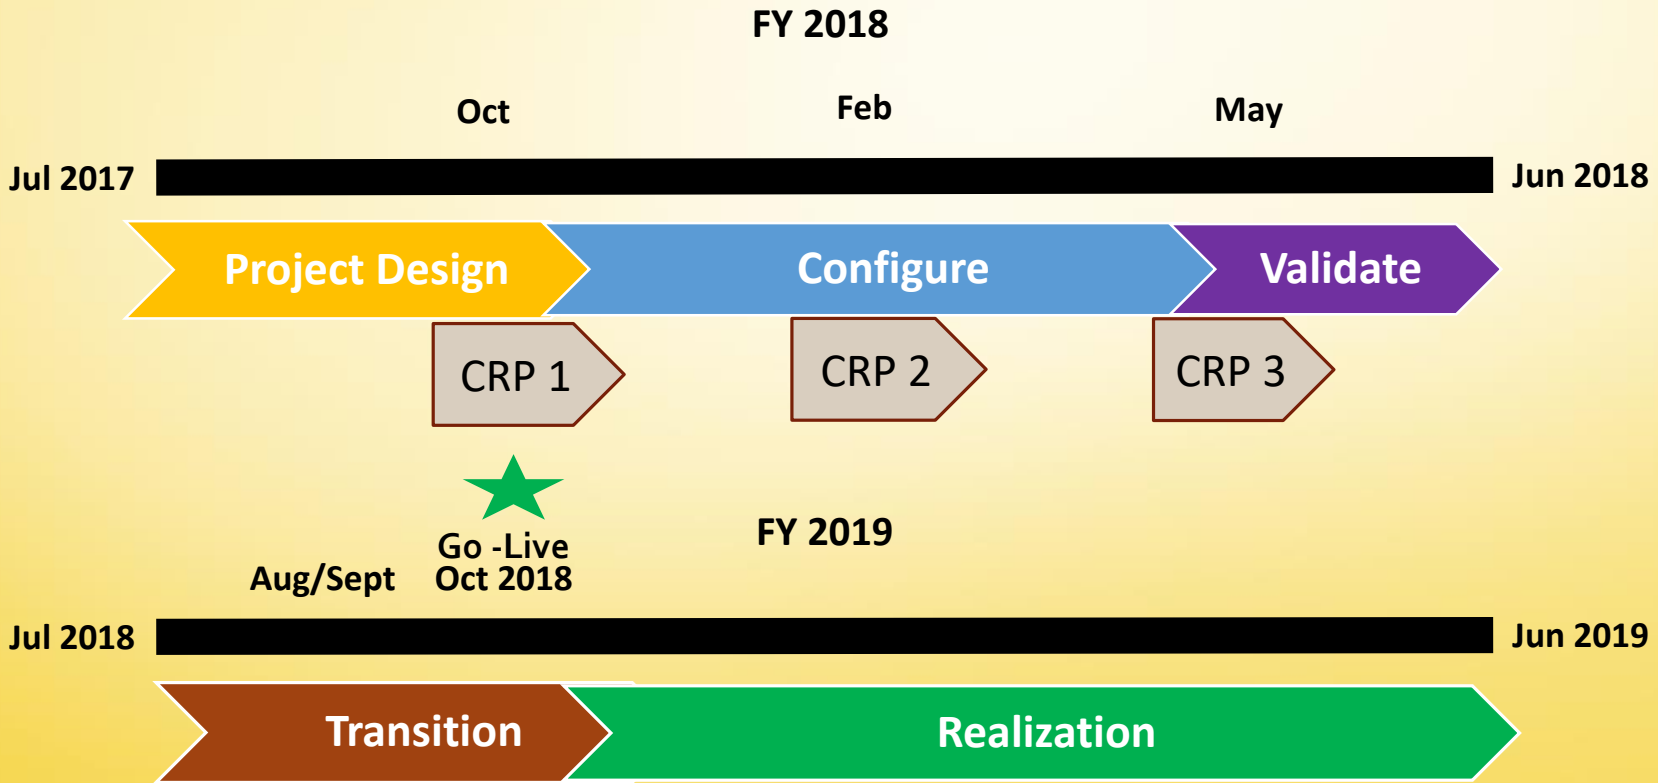 FY 2018
Oct
Feb
May
Jul 2017
Jun 2018
Project Design
Configure
Validate
CRP 1
CRP 2
CRP 3
Go -Live
FY 2019
Aug/Sept
Oct 2018
Jul 2018
Jun 2019
Transition
Realization